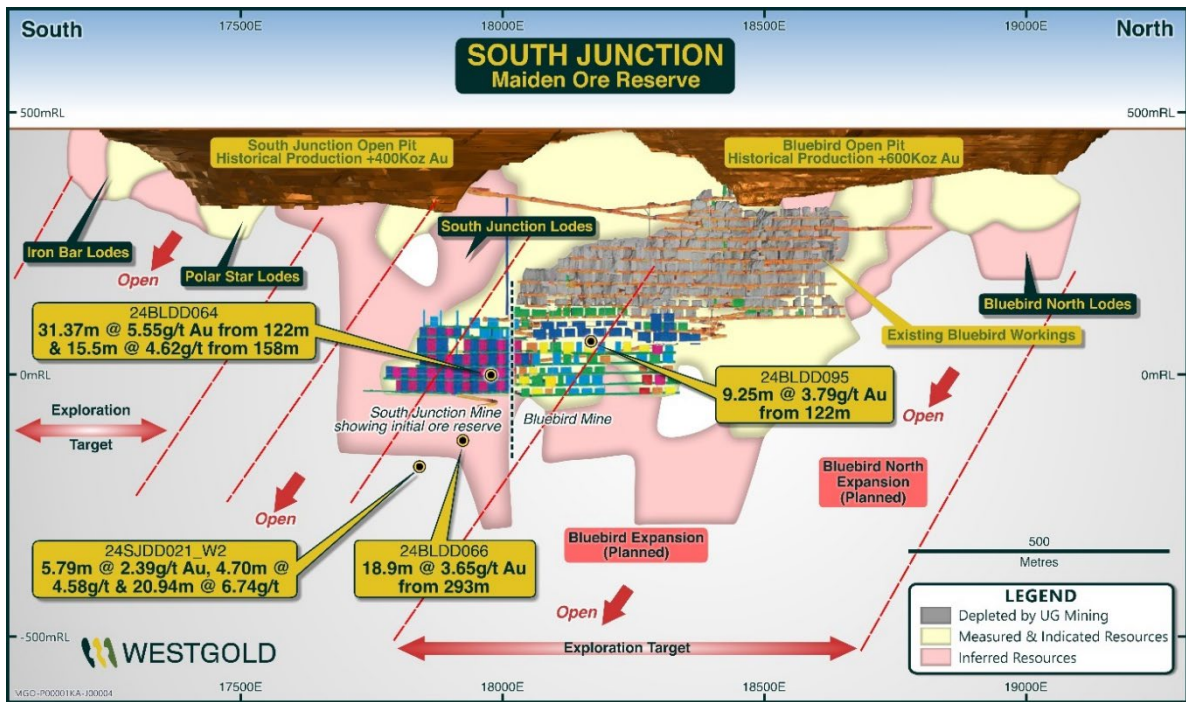 South
17500E
18000E
18500E
19000E
North
SOUTH JUNCTION
Maiden Ore Reserve
500mRL
500mRL
South Junction Open Pit
Historical Production +400Koz Au
Bluebird Open Pit
Historical Production +600Koz Au
Iron Bar Lodes
Open
Polar Star Lodes
South Junction Lodes
Bluebird North Lodes
Existing Bluebird Workings
24BLDD064
31.37m @ 5.55g/t Au from 122m
& 15.5m @ 4.62g/t from 158m
0mRL
0mRL
24BLDD095
9.25m @ 3.79g/t Au
from 122m
Open
Exploration
Target
South Junction Mine
showing initial ore reserve
Bluebird Mine
Bluebird North
Expansion
(Planned)
Open
24SJDD021_W2
5.79m @ 2.39g/t Au, 4.70m @
4.58g/t & 20.94m @ 6.74g/t
24BLDD066
18.9m @ 3.65g/t Au
from 293m
Bluebird Expansion
(Planned)
Open
500
Metres
LEGEND
Depleted by UG Mining
Measured & Indicated Resources
Inferred Resources
-500mRL
WESTGOLD
Exploration Target
MGO-P00001KA-J00004
17500E
18000E
18500E
19000E